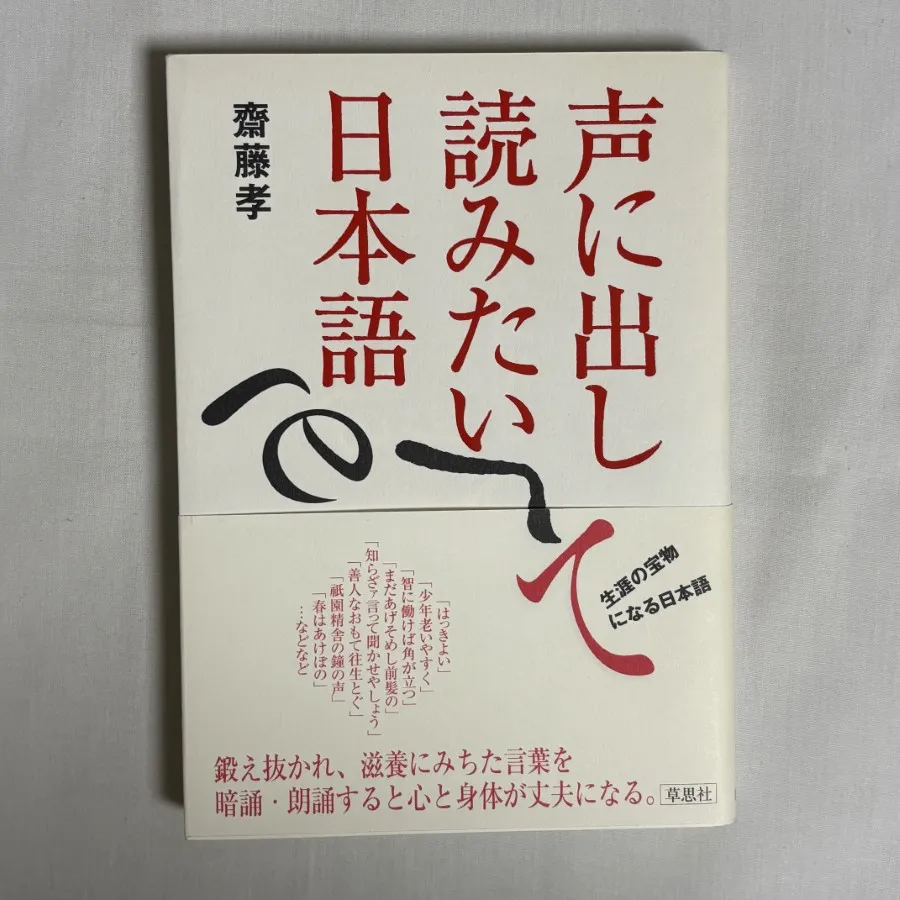 声に出して
読みたい
日本語
齋藤孝
生涯の宝物
になる日本語
「はっきよい」
「少年老いやすく」
「智に働けば角が立つ」
「まだあげそめし前髪の」
「知らざァ言って聞かせやしょう」
「善人なおもて往生とぐ」
「祇園精舎の鐘の声」
「春はあけぼの」
…などなど
鍛え抜かれ、滋養にみちた言葉を
暗誦・朗誦すると心と身体が丈夫になる。
草思社